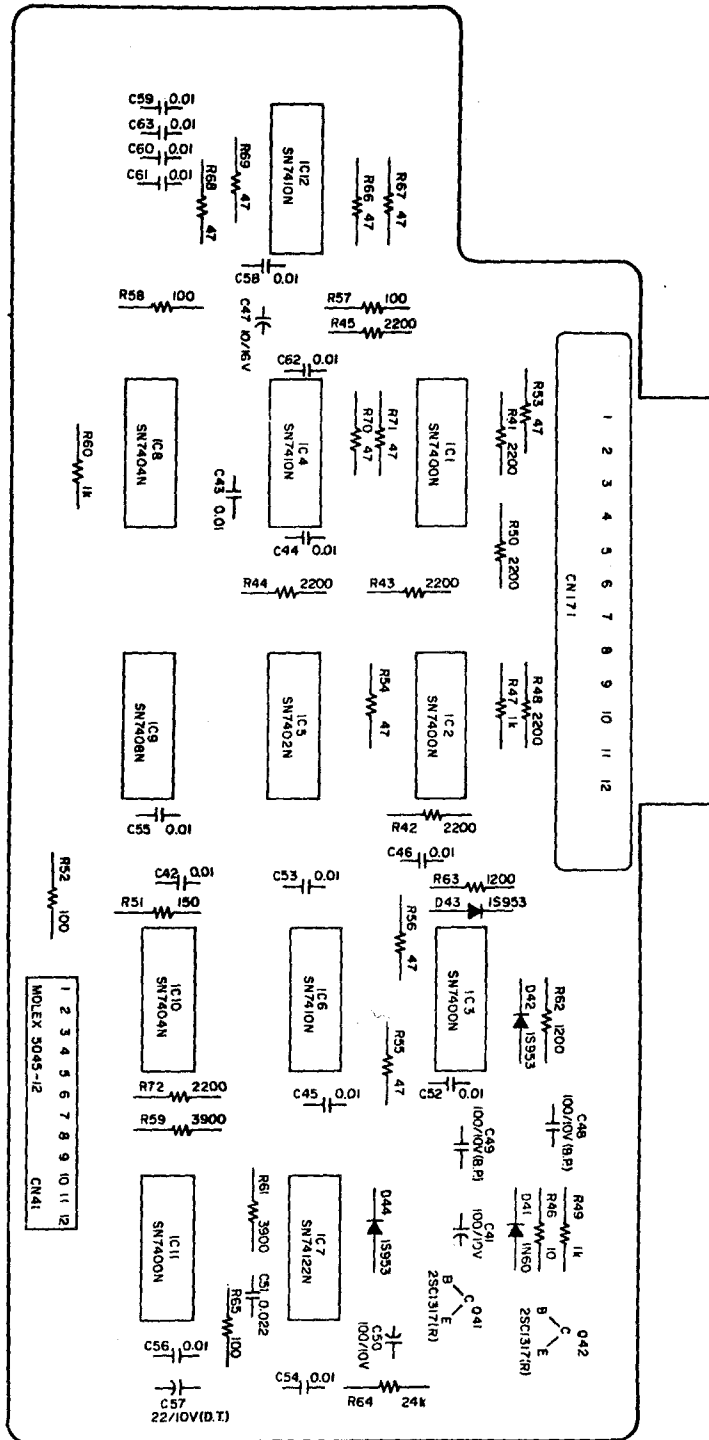 C59 0.01
C63 0.01
C60 0.01
C61 0.01
R68 47
R69 47
IC12
SN7410N
R66 47
R67 47
C58 0.01
R58 100
C47 10/16V
R57 100
R45 2200
C62 0.01
R60 1k
IC8
SN7404N
C43 0.01
IC4
SN7410N
R70 47
R71 47
IC1
SN7400N
R41 2200
R53 47
C44 0.01
R50 2200
R44 2200
R43 2200
CN171
1 2 3 4 5 6 7 8 9 10 11 12
IC9
SN7408N
IC5
SN7402N
R54 47
IC2
SN7400N
R47 1k
R48 2200
C55 0.01
R42 2200
C46 0.01
R52 100
C42 0.01
C53 0.01
R63 1200
R51 150
D43 1S953
R56 47
IC10
SN7404N
IC6
SN7410N
IC3
SN7400N
D42 1S953
R62 1200
1 2 3 4 5 6 7 8 9 10 11 12
MOLEX 5045-12 CN41
R55 47
R72 2200
C45 0.01
C52 0.01
R59 3900
C49
100/10V(B.P.)
C48
100/10V(B.P.)
IC11
SN7400N
R61 3900
IC7
SN74122N
D44 1S953
C41
100/10V
D41 1N60
R46 10
R49 1k
C51 0.022
R65 100
B C E Q41
2SC1317(R)
B C E Q42
2SC1317(R)
C50
100/10V
C56 0.01
C57
22/10V(D.T.)
C54 0.01
R64 24k